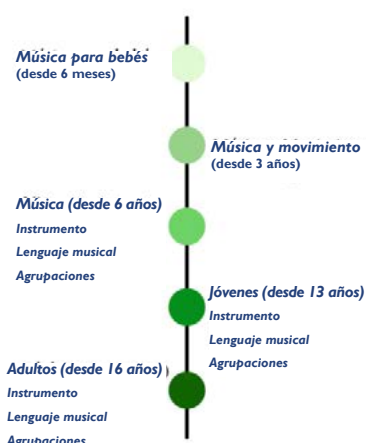 Música para bebés
(desde 6 meses)
Música y movimiento
(desde 3 años)
Música (desde 6 años)
Instrumento
Lenguaje musical
Agrupaciones
Jóvenes (desde 13 años)
Instrumento
Lenguaje musical
Agrupaciones
Adultos (desde 16 años)
Instrumento
Lenguaje musical
Agrupaciones